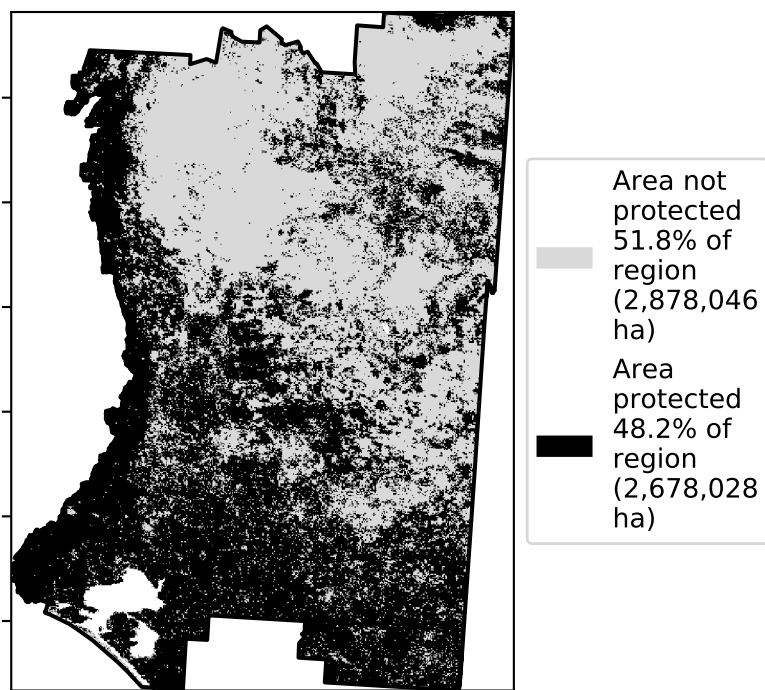 Area not
protected
51.8% of
region
(2,878,046
ha)
Area
protected
48.2% of
region
(2,678,028
ha)